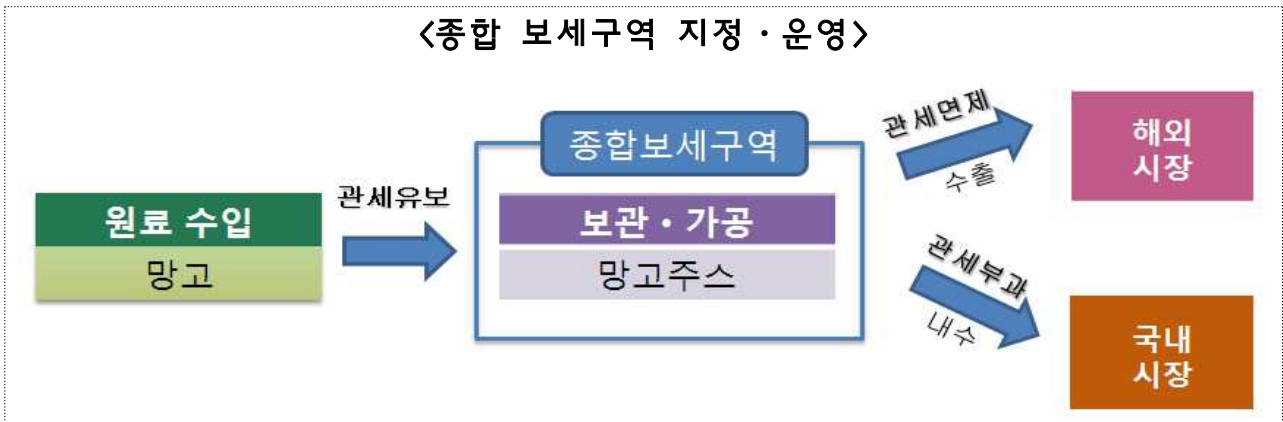 <종합 보세구역 지정・운영>
종합보세구역
관세유보
원료 수입
망고
보관・가공
망고주스
관세면제
수출
해외
시장
관세부과
내수
국내
시장